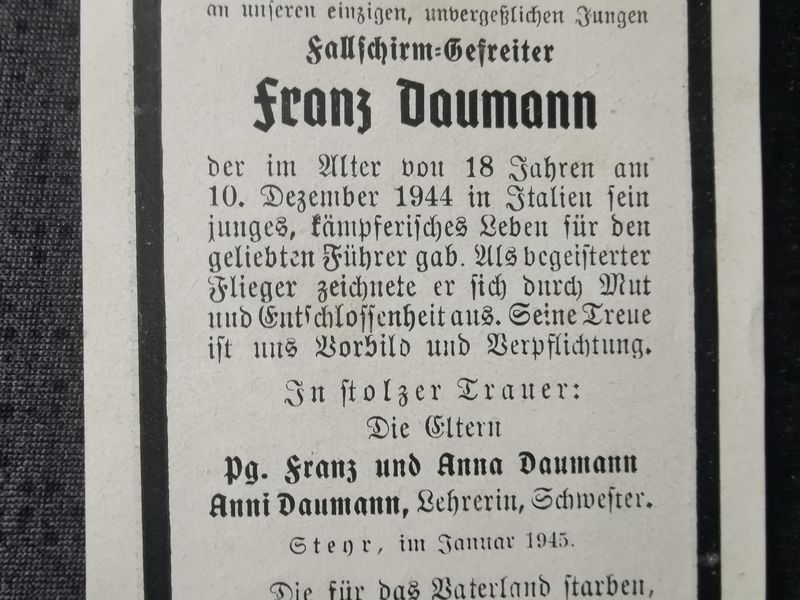 an unseren einzigen, unvergeßlichen Jungen
Fallschirm-Gefreiter
Franz Daumann
der im Alter von 18 Jahren am
10. Dezember 1944 in Italien sein
junges, kämpferisches Leben für den
geliebten Führer gab. Als begeisterter
Flieger zeichnete er sich durch Mut
und Entschlossenheit aus. Seine Treue
ist uns Vorbild und Verpflichtung.
In stolzer Trauer:
Die Eltern
Pg. Franz und Anna Daumann
Anni Daumann, Lehrerin, Schwester.
Steyr, im Januar 1945.
Die für das Vaterland starben,